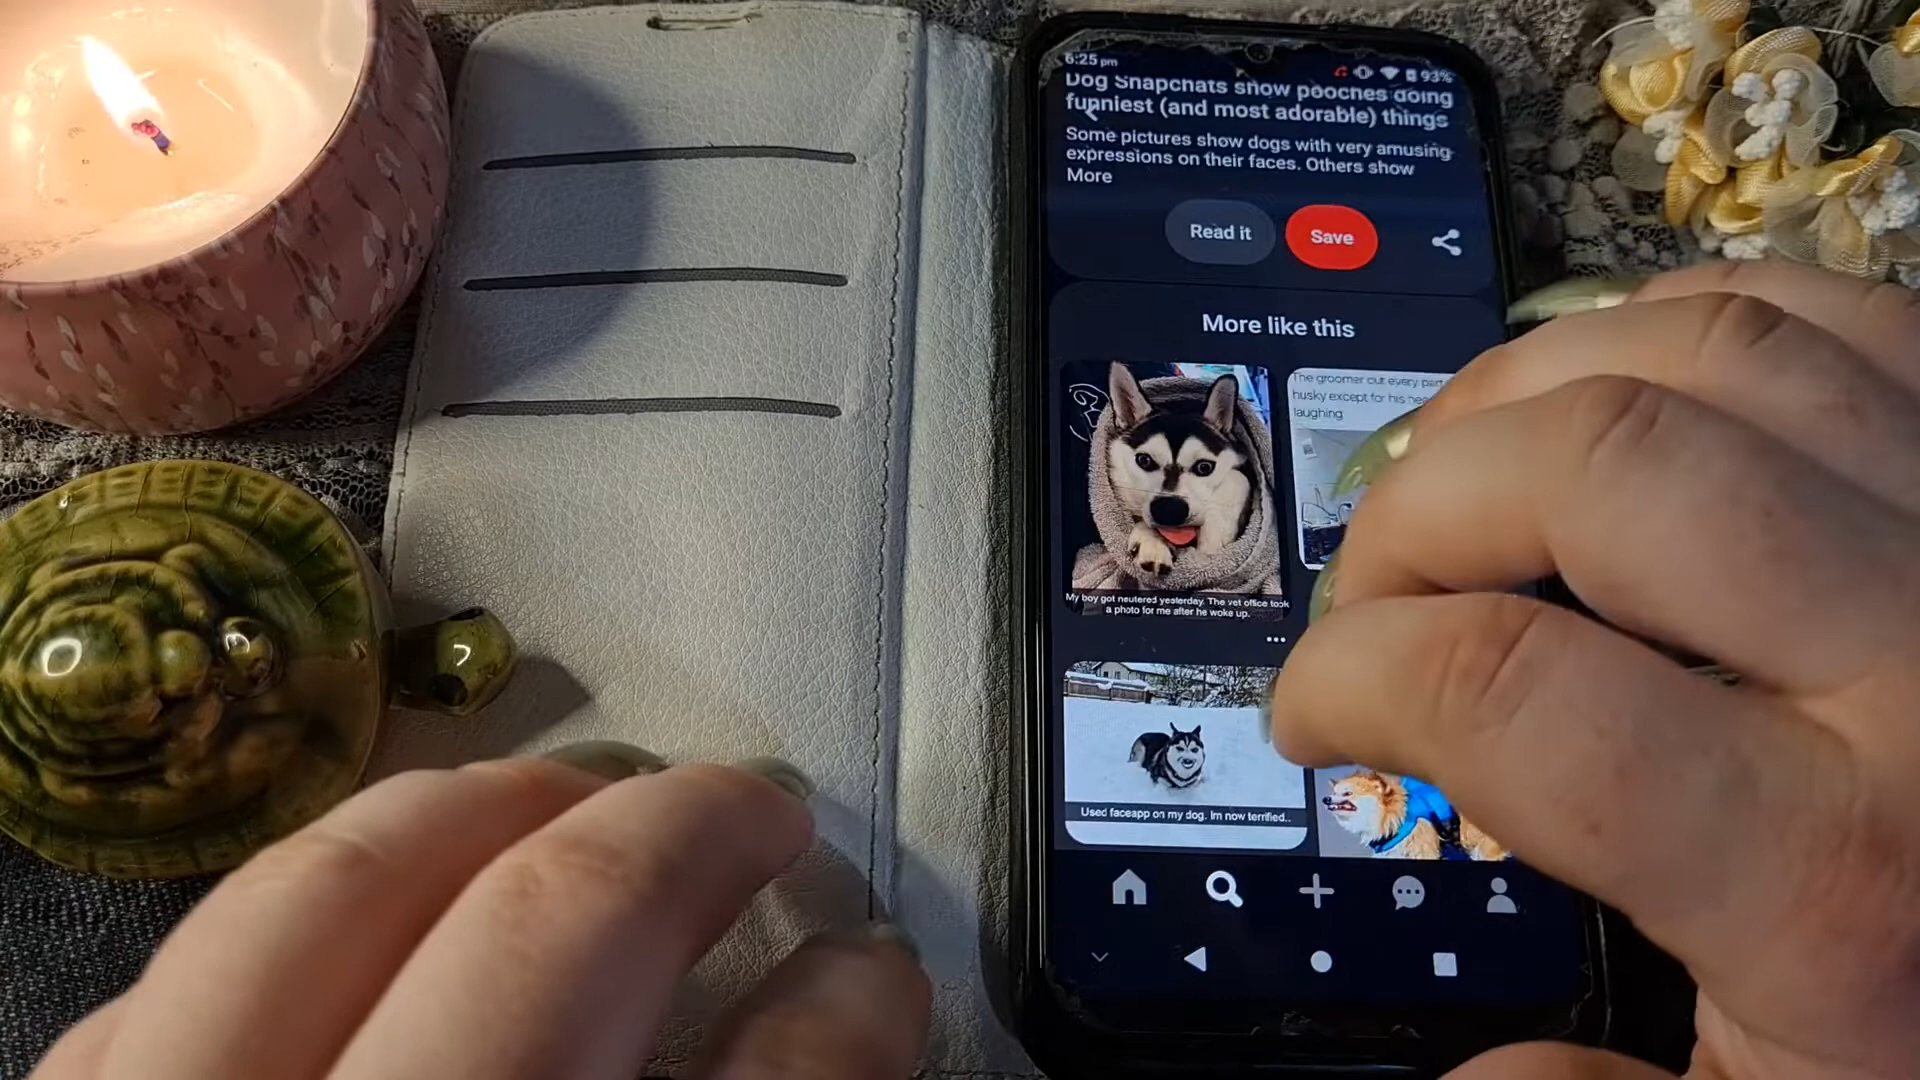 6:25 pm
93%
Dog Snapchats show pooches doing
funniest (and most adorable) things
Some pictures show dogs with very amusing
expressions on their faces. Others show
More
Read it
Save
More like this
The groomer cut every part
husky except for his
laughing
My boy got neutered yesterday. The vet office took
a photo for me after he woke up.
Used faceapp on my dog. Im now terrified..